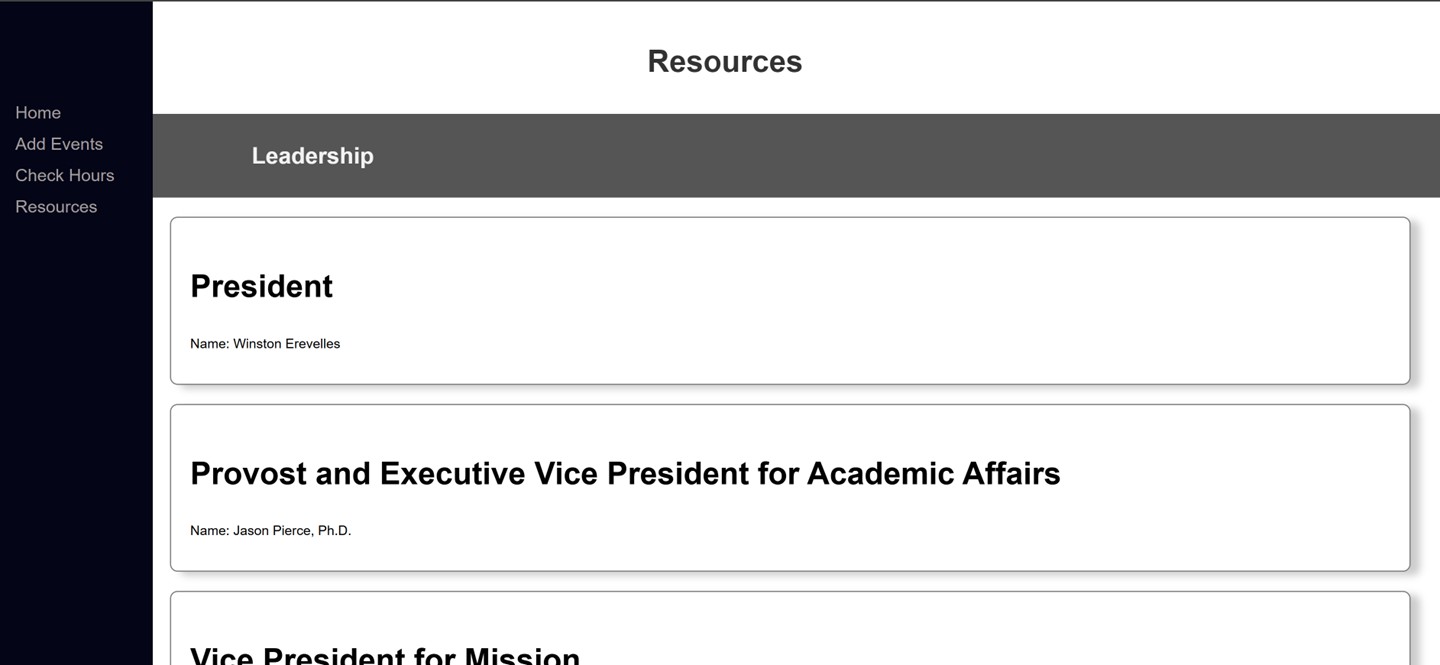 Home
Add Events
Check Hours
Resources
Resources
Leadership
President
Name: Winston Erevelles
Provost and Executive Vice President for Academic Affairs
Name: Jason Pierce, Ph.D.
Vice President for Mission